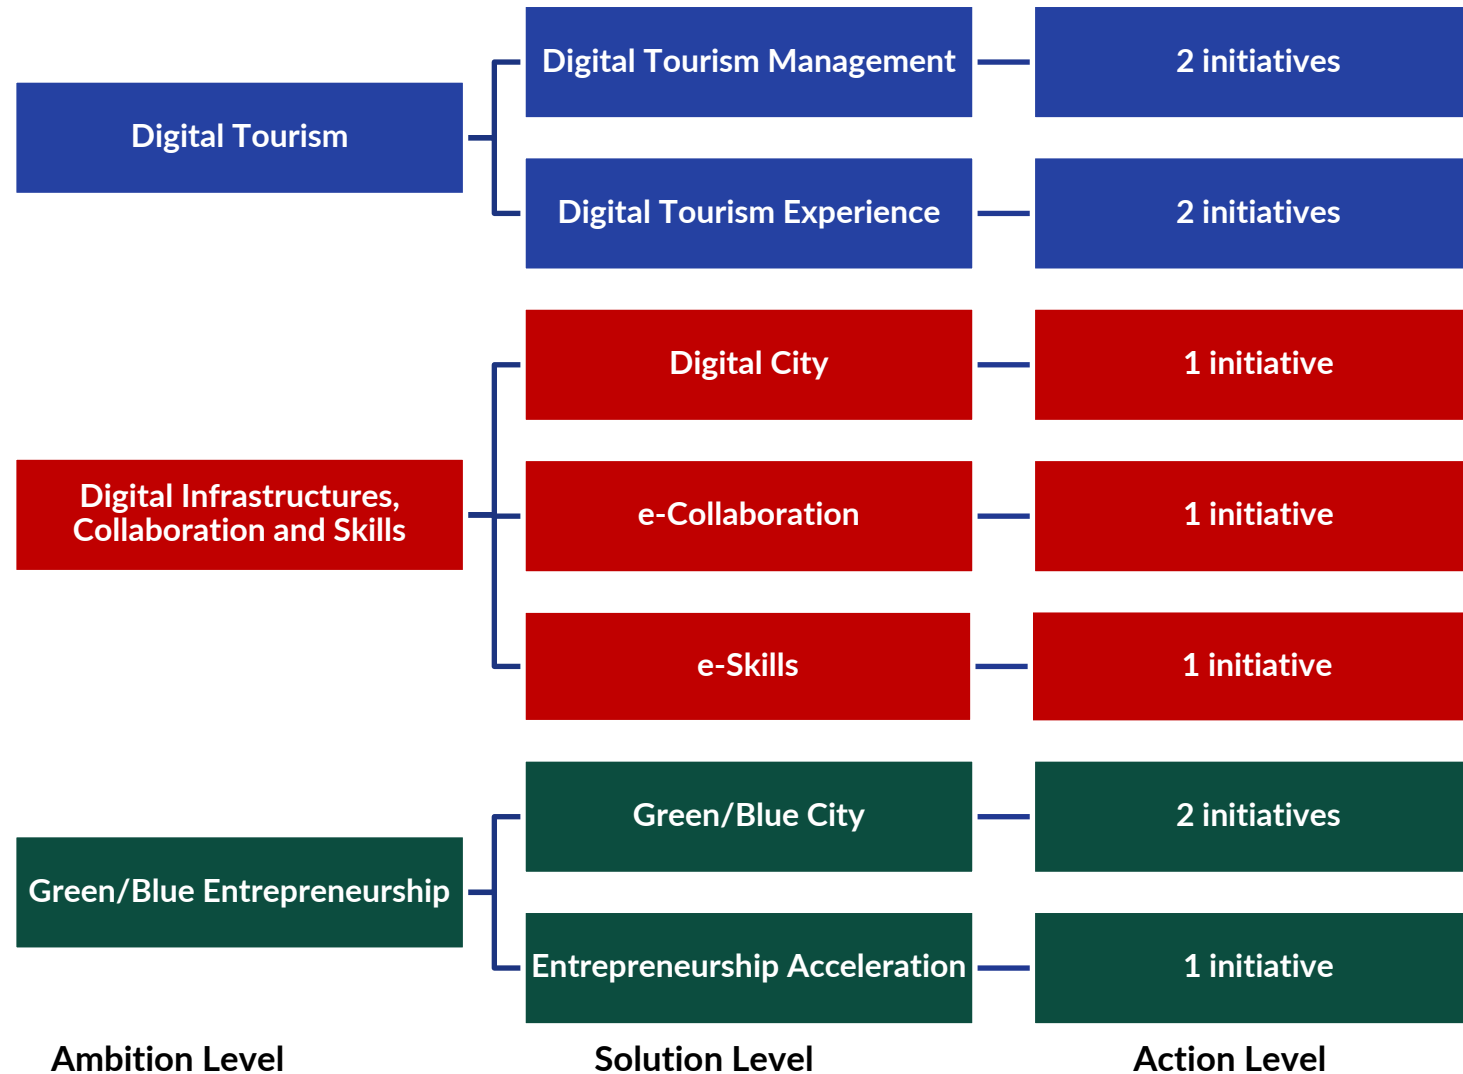 Digital Tourism
Digital Tourism Management
2 initiatives
Digital Tourism Experience
2 initiatives
Digital Infrastructures,
Collaboration and Skills
Digital City
1 initiative
e-Collaboration
1 initiative
e-Skills
1 initiative
Green/Blue Entrepreneurship
Green/Blue City
2 initiatives
Entrepreneurship Acceleration
1 initiative
Ambition Level
Solution Level
Action Level